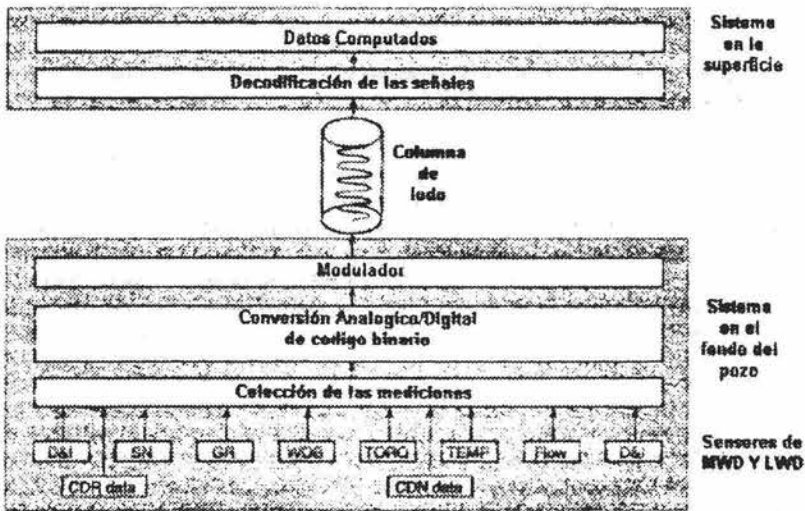 Datos Computados
Decodificación de las señales
Sistema
en la
superficie
Columna
de
lodo
Modulador
Conversión Analogica/Digital
de codigo binario
Colección de las mediciones
Sistema
en el
fondo del
pozo
D&I
SN
GR
WOB
TORQ
TEMP
Flow
D&I
CDR data
CDN data
Sensores de
MWD Y LWD